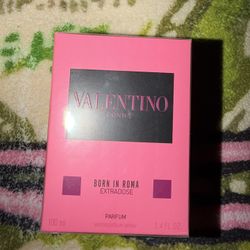 VALENTINO
DONNA
BORN IN ROMA
EXTRADOSE
PARFUM
100 ml
3.4 FL.OZ.